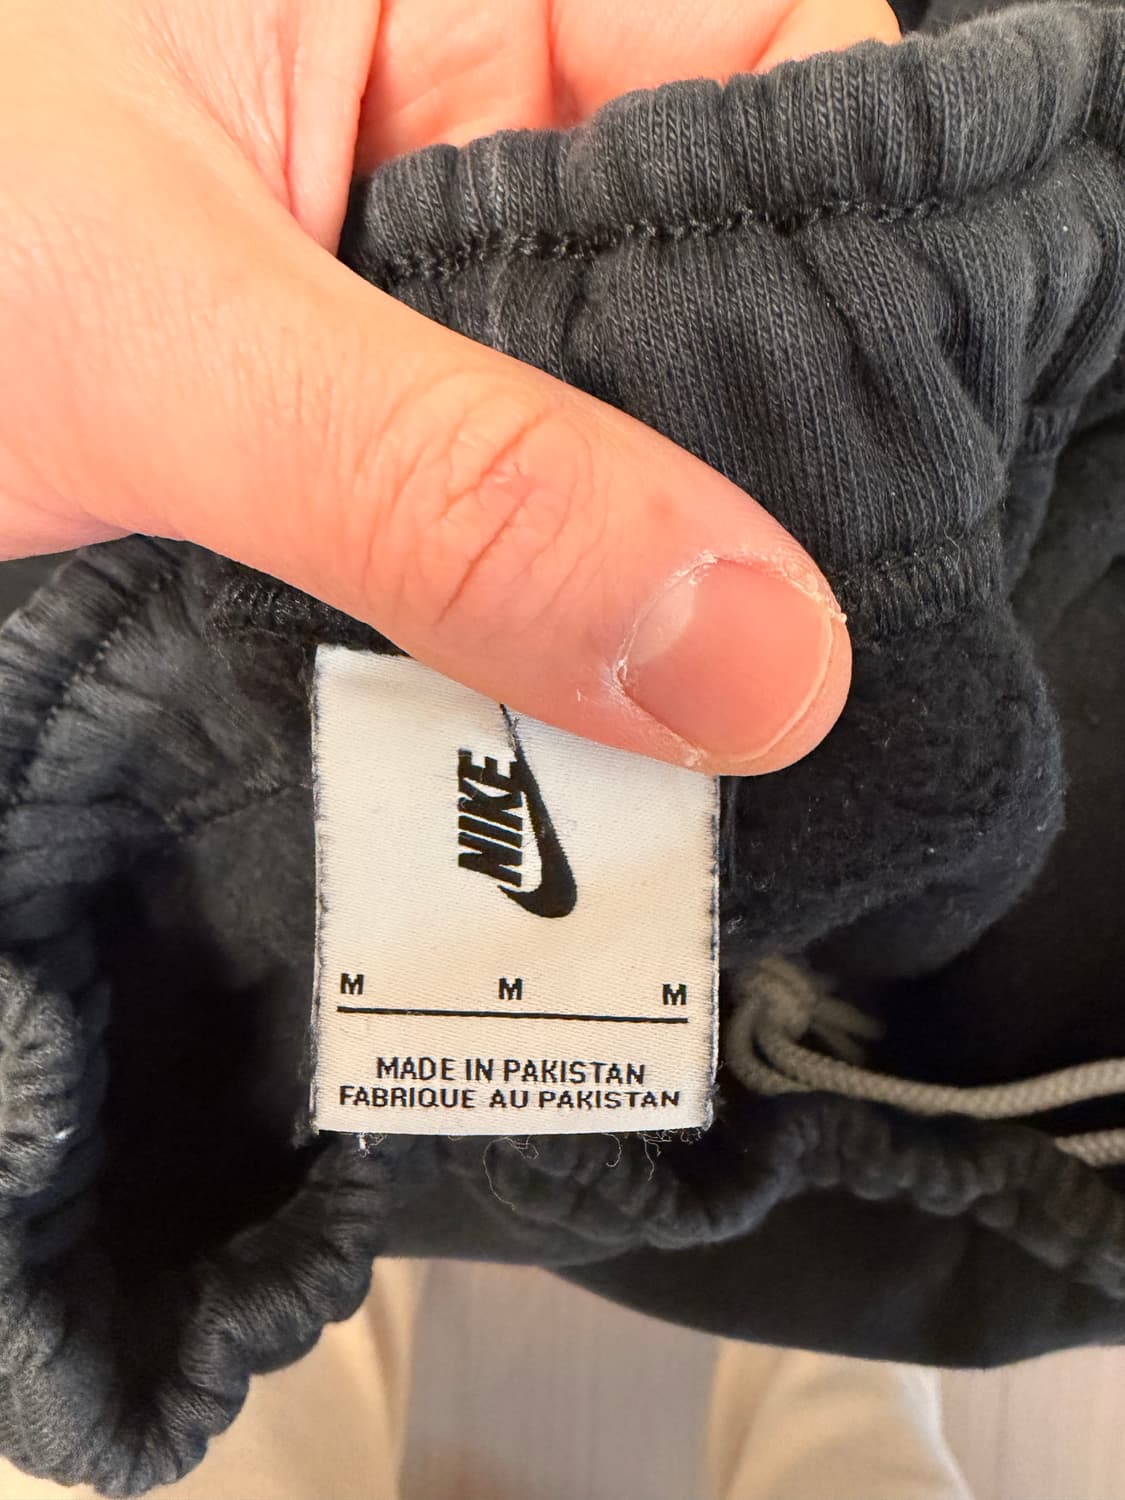 NIKE
M M M
MADE IN PAKISTAN
FABRIQUE AU PAKISTAN